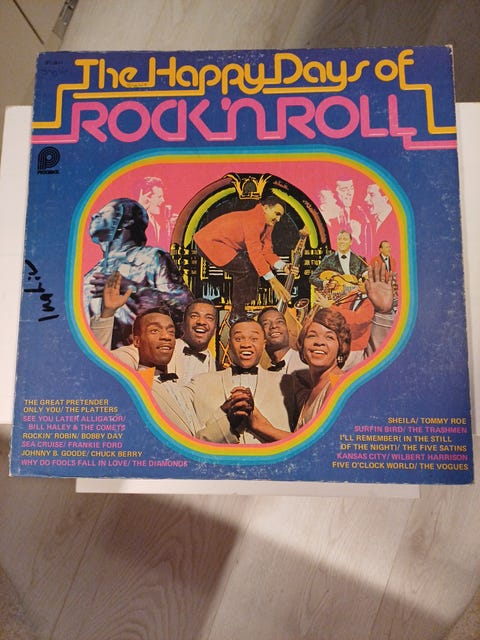 The Happy Days of
ROCK'N ROLL
P
PICKWICK
THE GREAT PRETENDER
ONLY YOU/ THE PLATTERS
SEE YOU LATER ALLIGATOR/
BILL HALEY & THE COMETS
ROCKIN' ROBIN/ BOBBY DAY
SEA CRUISE/ FRANKIE FORD
JOHNNY B. GOODE/ CHUCK BERRY
WHY DO FOOLS FALL IN LOVE/ THE DIAMONDS
SHEILA/ TOMMY ROE
SURFIN BIRD/ THE TRASHMEN
I'LL REMEMBER( IN THE STILL
OF THE NIGHT)/ THE FIVE SATINS
KANSAS CITY/ WILBERT HARRISON
FIVE O'CLOCK WORLD/ THE VOGUES